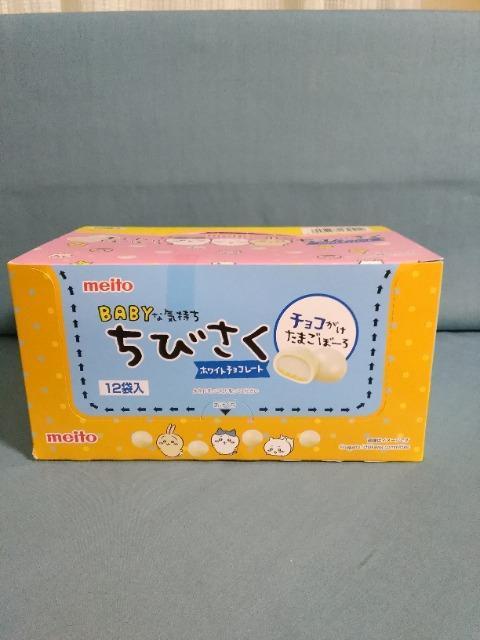 meito
BABYな気持ち
ちびさく
ホワイトチョコレート
チョコがけ
たまごぼーろ
12袋入
meito